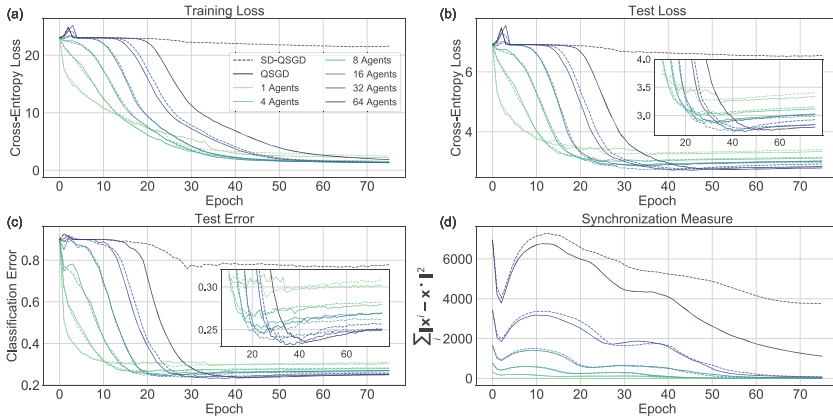 (a)
Training Loss
Cross-Entropy Loss
20
10
0
SD-QSGD
QSGD
1 Agents
4 Agents
8 Agents
16 Agents
32 Agents
64 Agents
0 10 20 30 40 50 60 70
Epoch
(b)
Test Loss
Cross-Entropy Loss
6
4
4,0
3,5
3,0
20 40 60
0 10 20 30 40 50 60 70
Epoch
(c)
Test Error
Classification Error
0.8
0.6
0.4
0.2
0,30
0,25
20 40 60
0 10 20 30 40 50 60 70
Epoch
(d)
Synchronization Measure
∑i‖x^i − x^*‖²
6000
4000
2000
0
0 10 20 30 40 50 60 70
Epoch